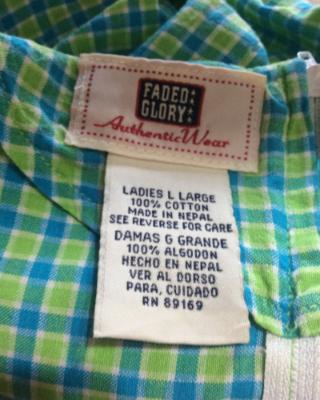 FADED
GLORY
Authentic Wear
LADIES L LARGE
100% COTTON
MADE IN NEPAL
SEE REVERSE FOR CARE
DAMAS G GRANDE
100% ALGODON
HECHO EN NEPAL
VER AL DORSO
PARA, CUIDADO
RN 89169